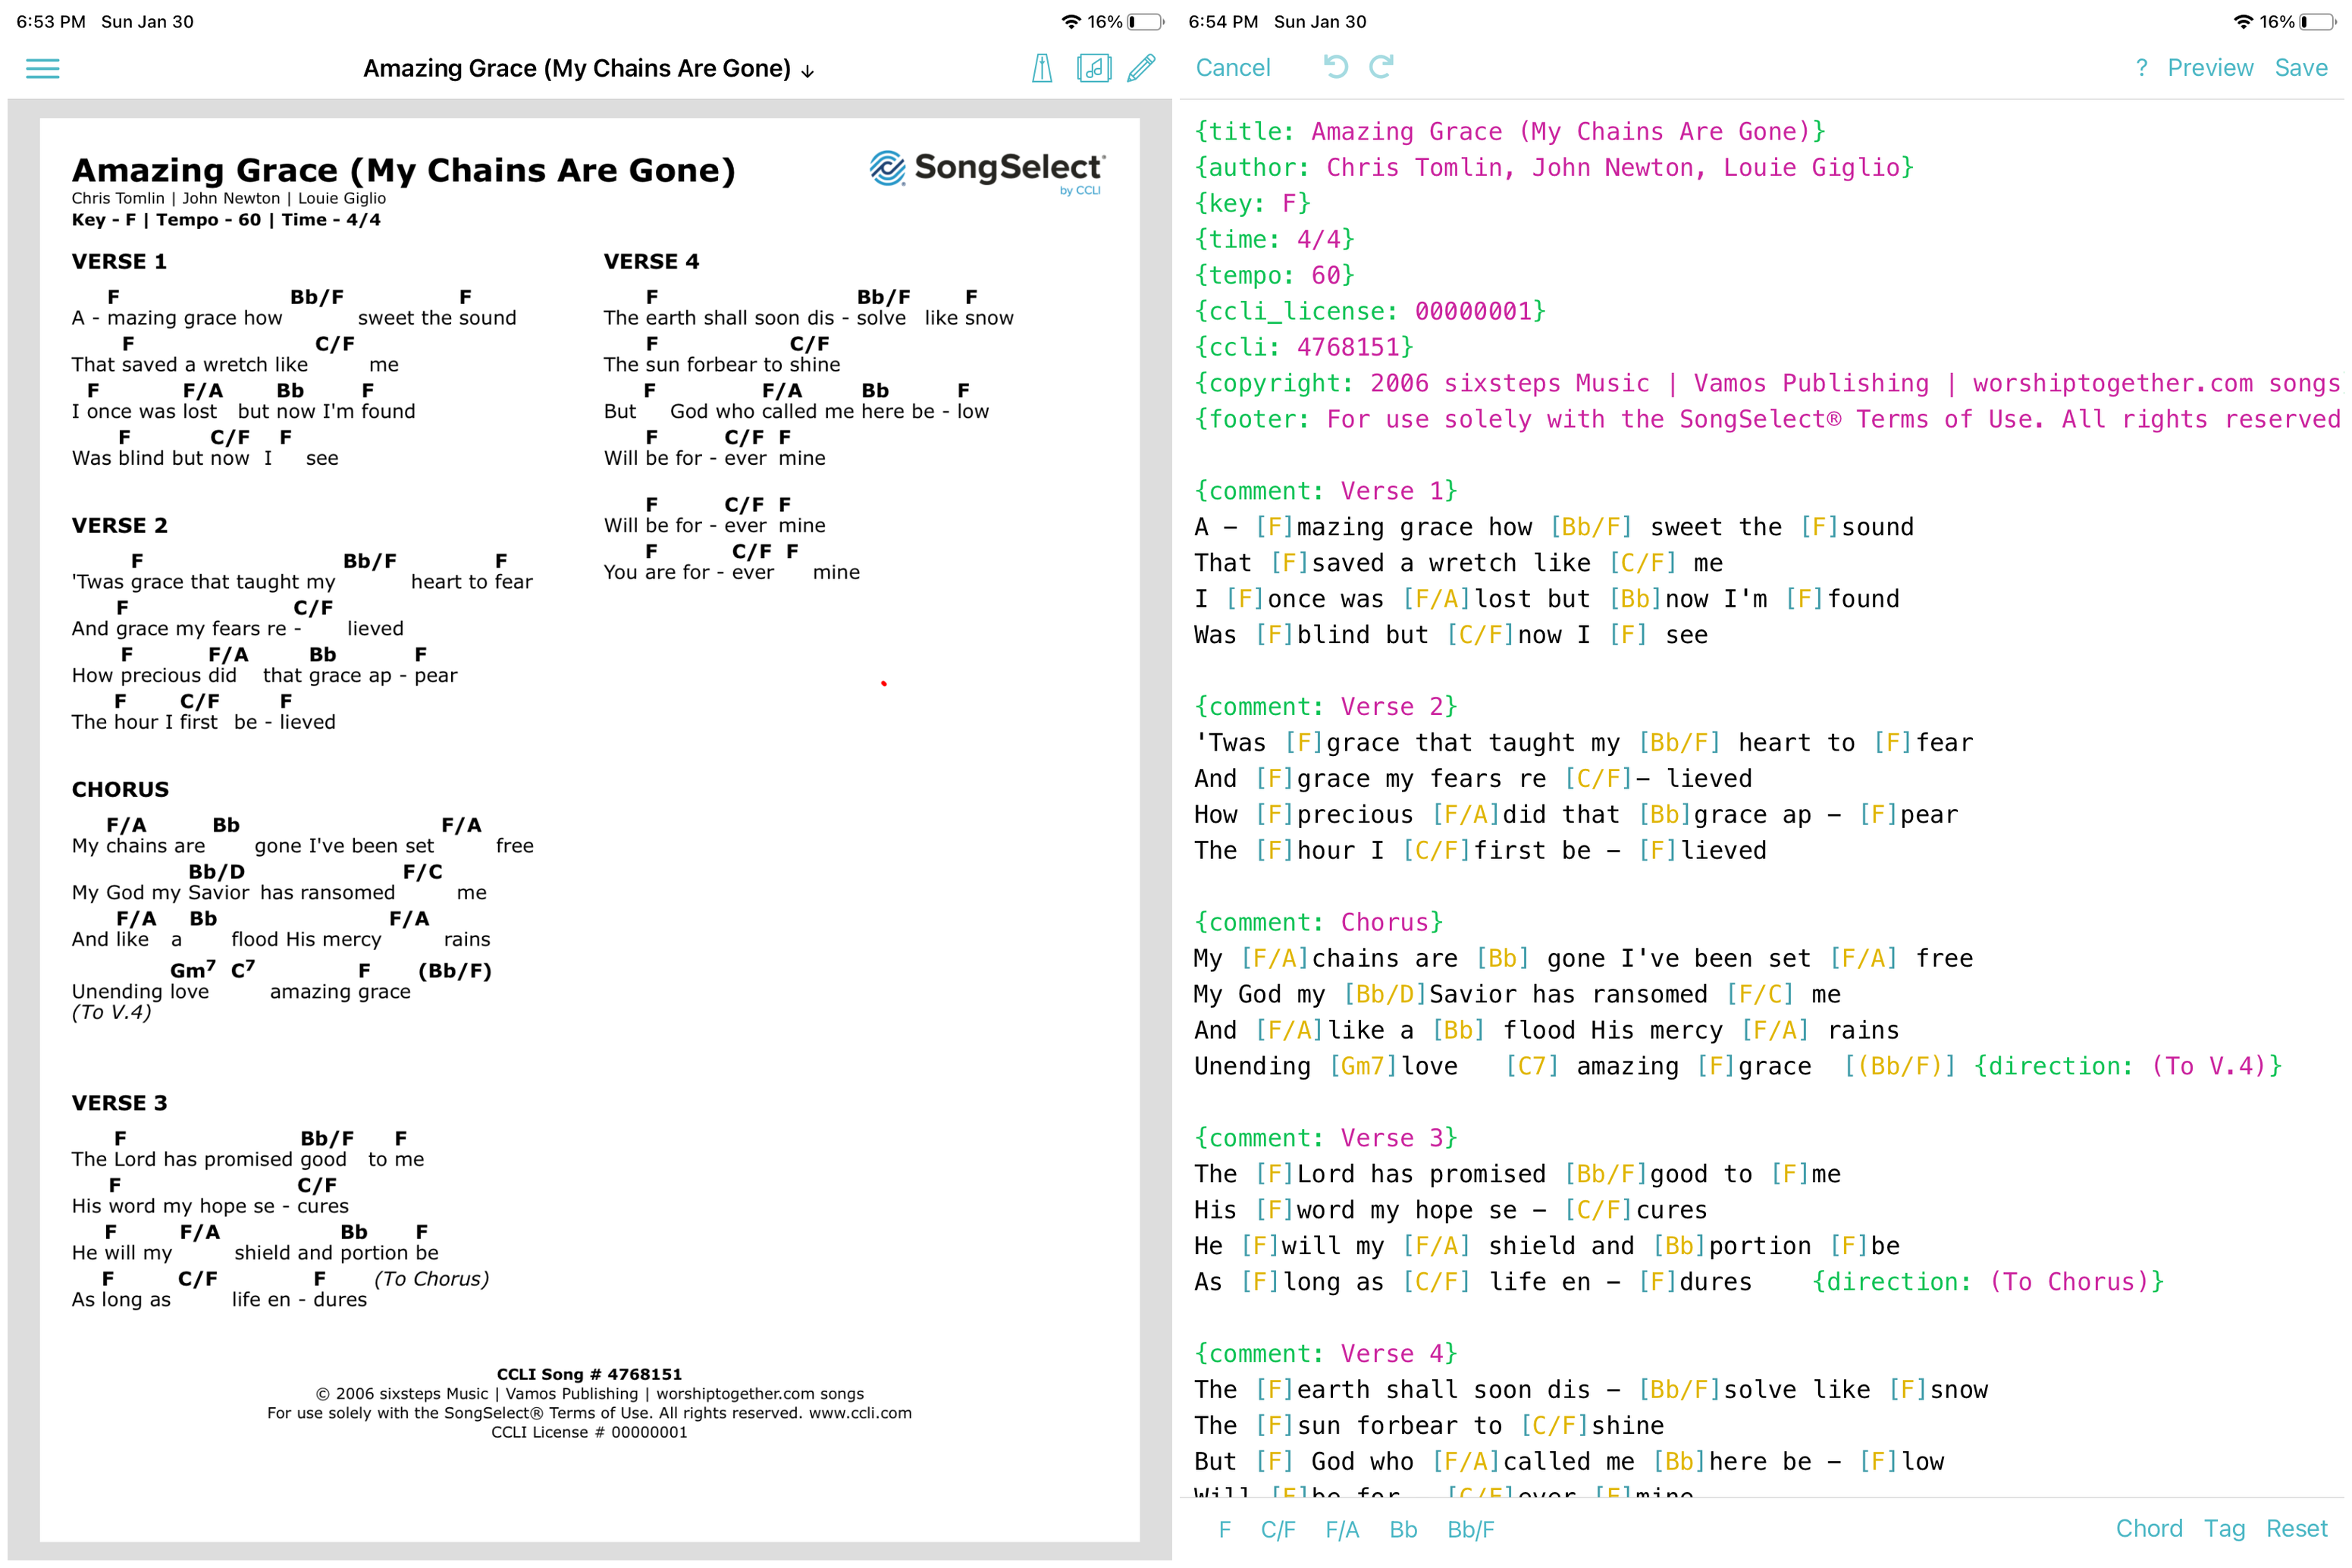 6:53 PM Sun Jan 30
16%
Amazing Grace (My Chains Are Gone) ↓
Amazing Grace (My Chains Are Gone)
SongSelect®
by CCLI
Chris Tomlin | John Newton | Louie Giglio
Key - F | Tempo - 60 | Time - 4/4
VERSE 1
F Bb/F F
A - mazing grace how sweet the sound
F C/F
That saved a wretch like me
F F/A Bb F
I once was lost but now I'm found
F C/F F
Was blind but now I see
VERSE 2
F Bb/F F
'Twas grace that taught my heart to fear
F C/F
And grace my fears re - lieved
F F/A Bb F
How precious did that grace ap - pear
F C/F F
The hour I first be - lieved
CHORUS
F/A Bb F/A
My chains are gone I've been set free
Bb/D F/C
My God my Savior has ransomed me
F/A Bb F/A
And like a flood His mercy rains
Gm7 C7 F (Bb/F)
Unending love amazing grace
(To V.4)
VERSE 3
F Bb/F F
The Lord has promised good to me
F C/F
His word my hope se - cures
F F/A Bb F
He will my shield and portion be
F C/F F (To Chorus)
As long as life en - dures
VERSE 4
F Bb/F F
The earth shall soon dis - solve like snow
F C/F
The sun forbear to shine
F F/A Bb F
But God who called me here be - low
F C/F F
Will be for - ever mine
F C/F F
Will be for - ever mine
F C/F F
You are for - ever mine
CCLI Song # 4768151
© 2006 sixsteps Music | Vamos Publishing | worshiptogether.com songs
For use solely with the SongSelect® Terms of Use. All rights reserved. www.ccli.com
CCLI License # 00000001
6:54 PM Sun Jan 30
16%
Cancel ? Preview Save
{title: Amazing Grace (My Chains Are Gone)}
{author: Chris Tomlin, John Newton, Louie Giglio}
{key: F}
{time: 4/4}
{tempo: 60}
{ccli_license: 00000001}
{ccli: 4768151}
{copyright: 2006 sixsteps Music | Vamos Publishing | worshiptogether.com songs
{footer: For use solely with the SongSelect® Terms of Use. All rights reserved
{comment: Verse 1}
A – [F]mazing grace how [Bb/F] sweet the [F]sound
That [F]saved a wretch like [C/F] me
I [F]once was [F/A]lost but [Bb]now I'm [F]found
Was [F]blind but [C/F]now I [F] see
{comment: Verse 2}
'Twas [F]grace that taught my [Bb/F] heart to [F]fear
And [F]grace my fears re [C/F]– lieved
How [F]precious [F/A]did that [Bb]grace ap – [F]pear
The [F]hour I [C/F]first be – [F]lieved
{comment: Chorus}
My [F/A]chains are [Bb] gone I've been set [F/A] free
My God my [Bb/D]Savior has ransomed [F/C] me
And [F/A]like a [Bb] flood His mercy [F/A] rains
Unending [Gm7]love [C7] amazing [F]grace [(Bb/F)] {direction: (To V.4)}
{comment: Verse 3}
The [F]Lord has promised [Bb/F]good to [F]me
His [F]word my hope se – [C/F]cures
He [F]will my [F/A] shield and [Bb]portion [F]be
As [F]long as [C/F] life en – [F]dures {direction: (To Chorus)}
{comment: Verse 4}
The [F]earth shall soon dis – [Bb/F]solve like [F]snow
The [F]sun forbear to [C/F]shine
But [F] God who [F/A]called me [Bb]here be – [F]low
Will [F]be for – [C/F]ever [F]mine
F C/F F/A Bb Bb/F Chord Tag Reset